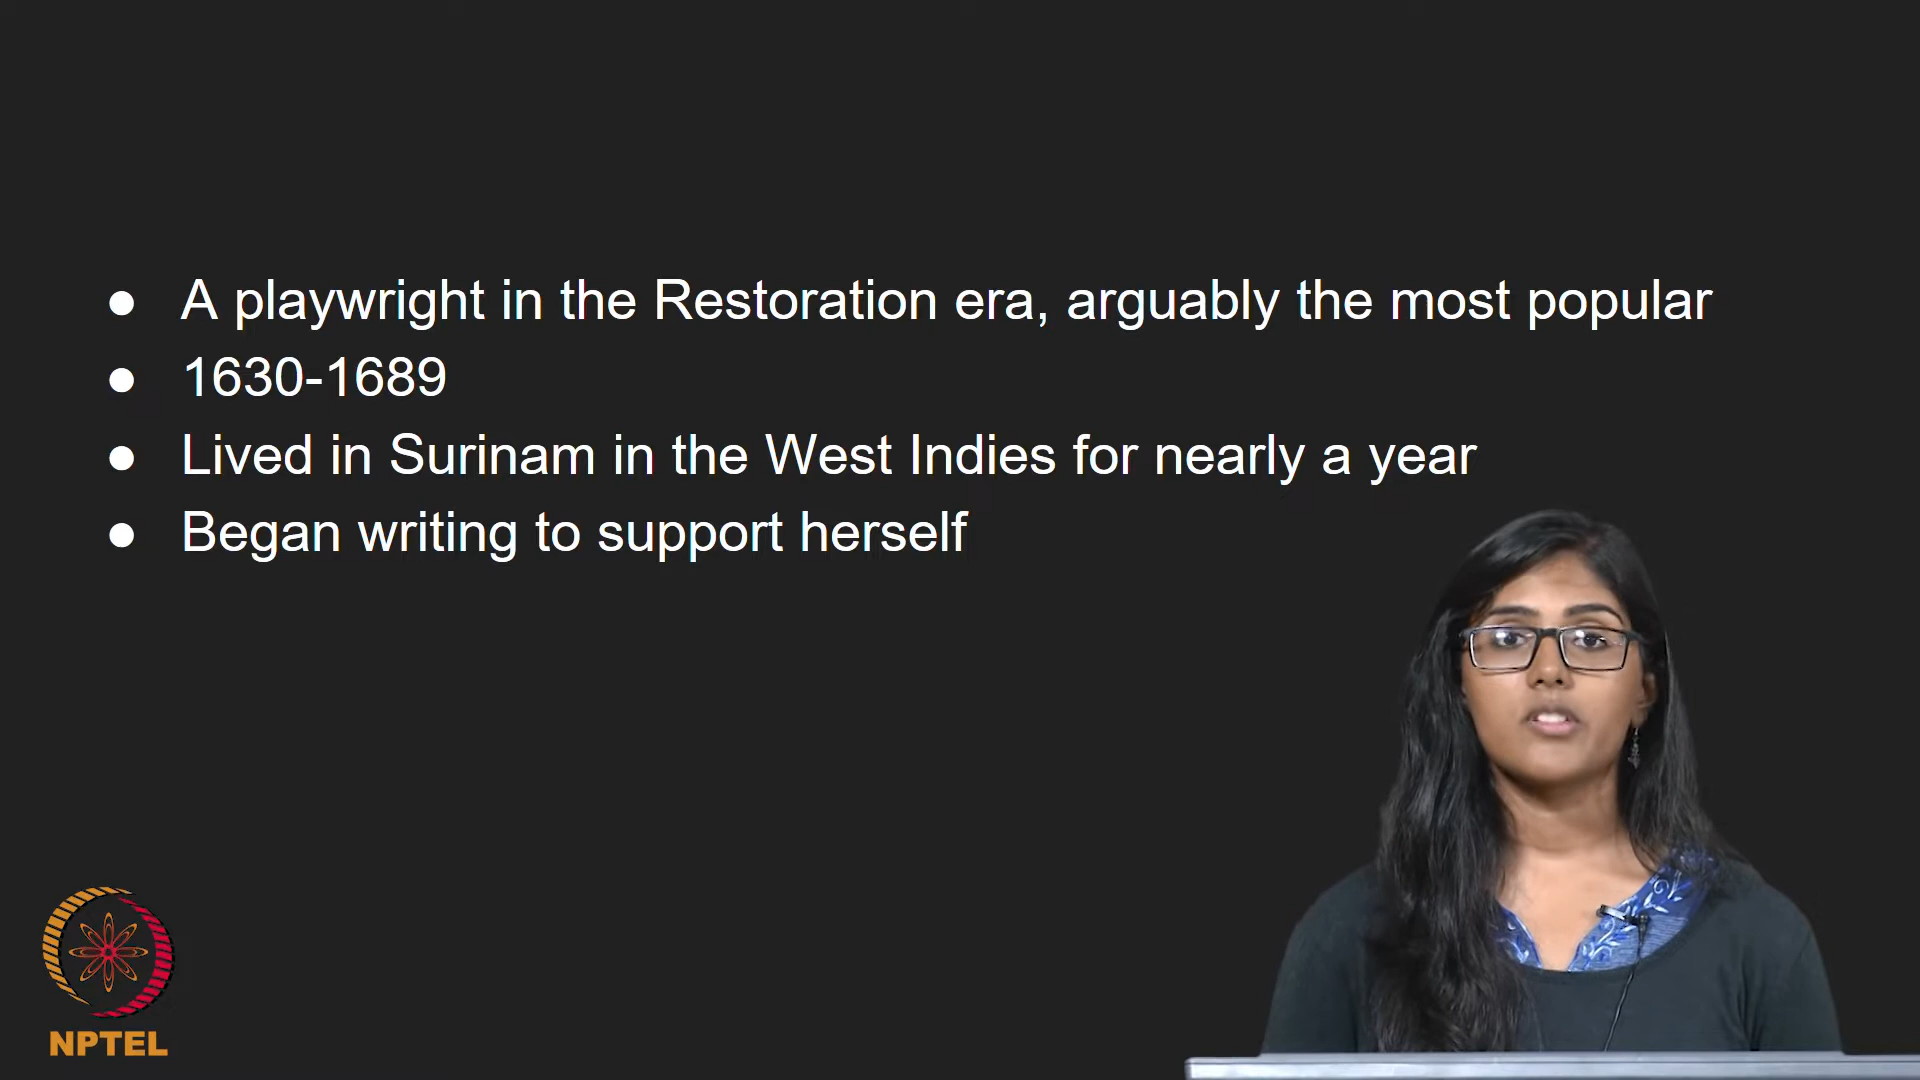 ● A playwright in the Restoration era, arguably the most popular
● 1630-1689
● Lived in Surinam in the West Indies for nearly a year
● Began writing to support herself
NPTEL